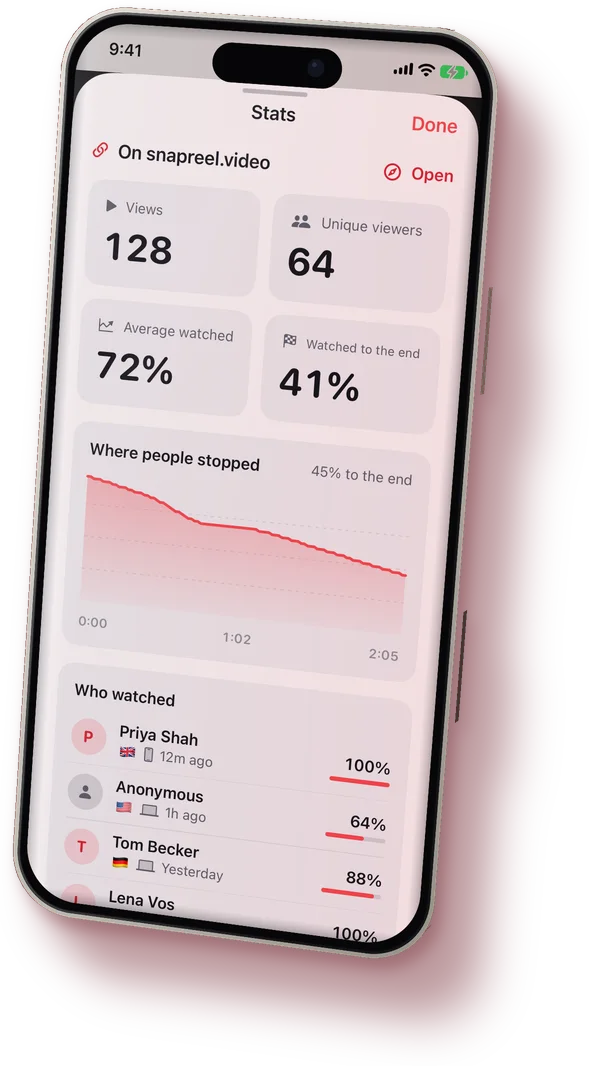 9:41
Stats
Done
On snapreel.video
Open
Views
128
Unique viewers
64
Average watched
72%
Watched to the end
41%
Where people stopped
45% to the end
0:00
1:02
2:05
Who watched
P
Priya Shah
12m ago
100%
Anonymous
1h ago
64%
T
Tom Becker
Yesterday
88%
L
Lena Vos
100%